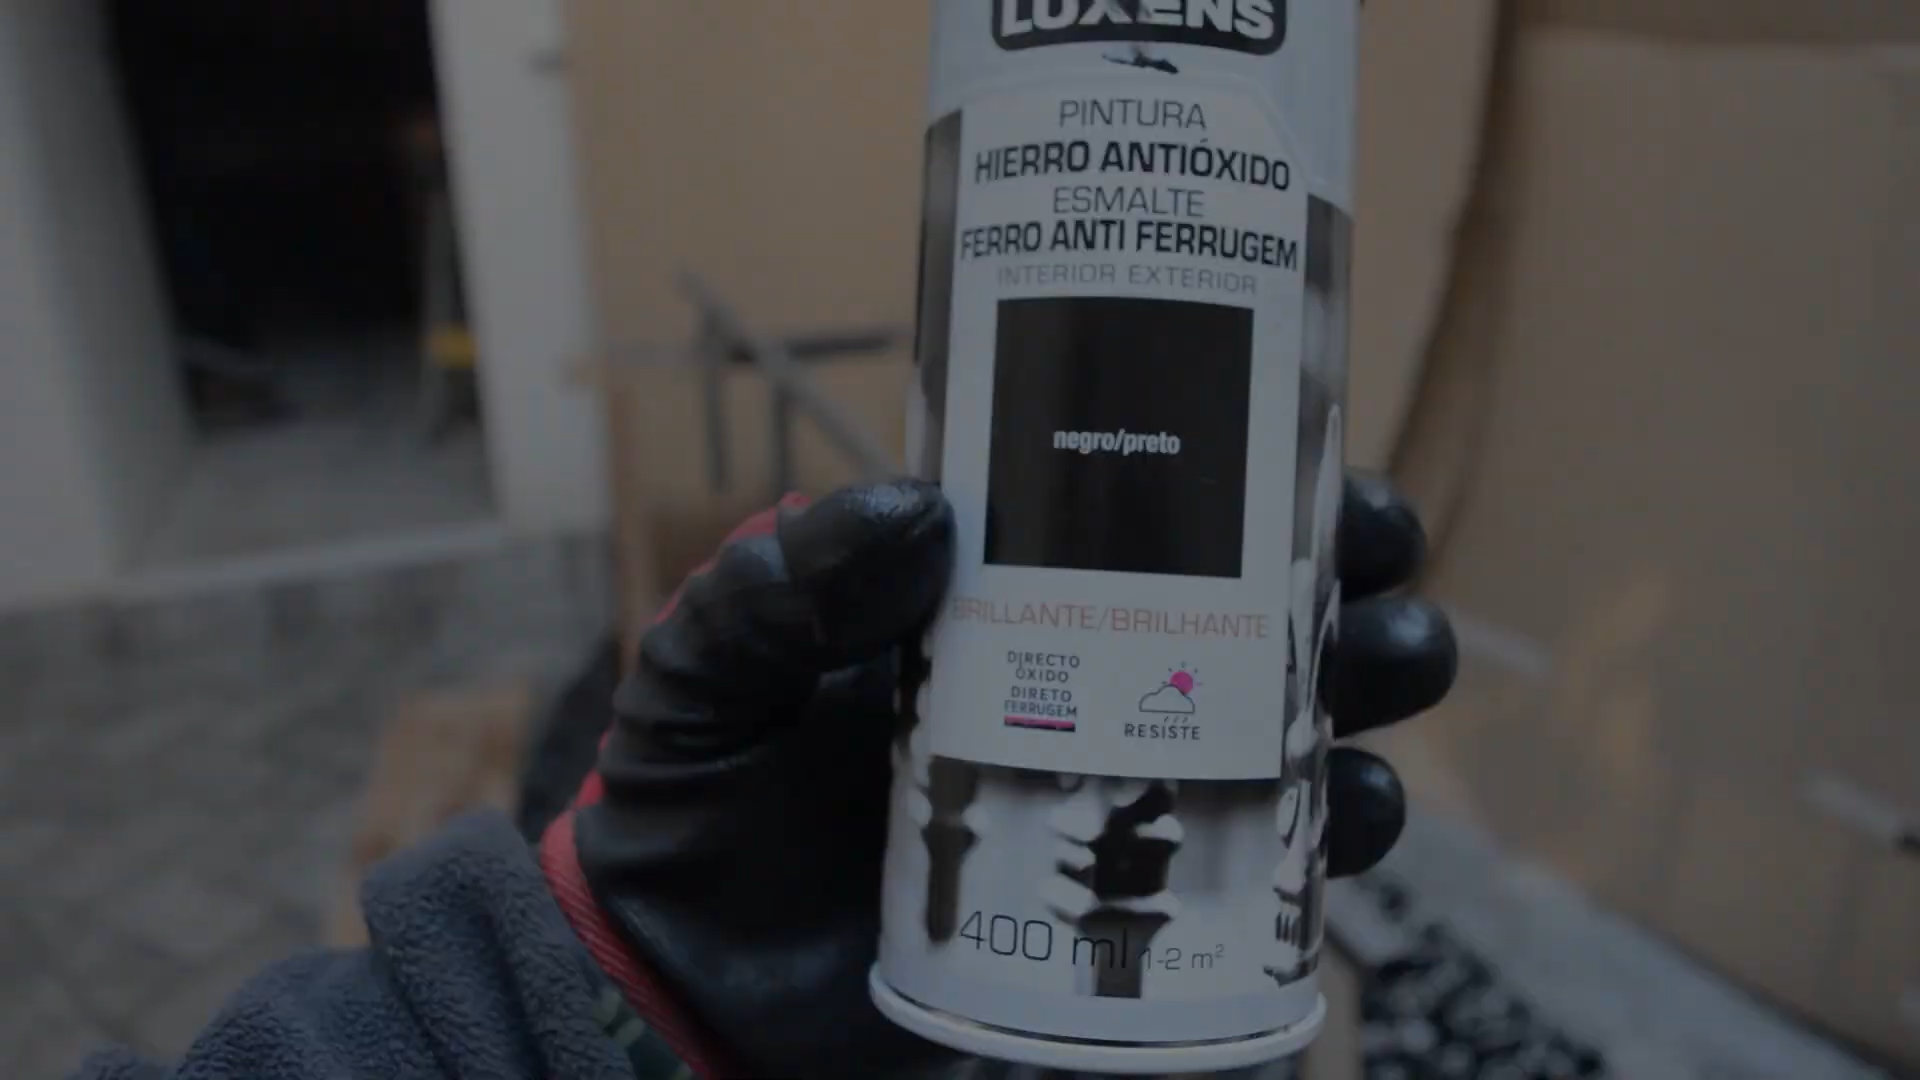 LUXENS
PINTURA
HIERRO ANTIÓXIDO
ESMALTE
FERRO ANTI FERRUGEM
INTERIOR EXTERIOR
negro/preto
BRILLANTE/BRILHANTE
DIRECTO
ÓXIDO
DIRETO
FERRUGEM
RESISTE
400 ml 1-2 m²